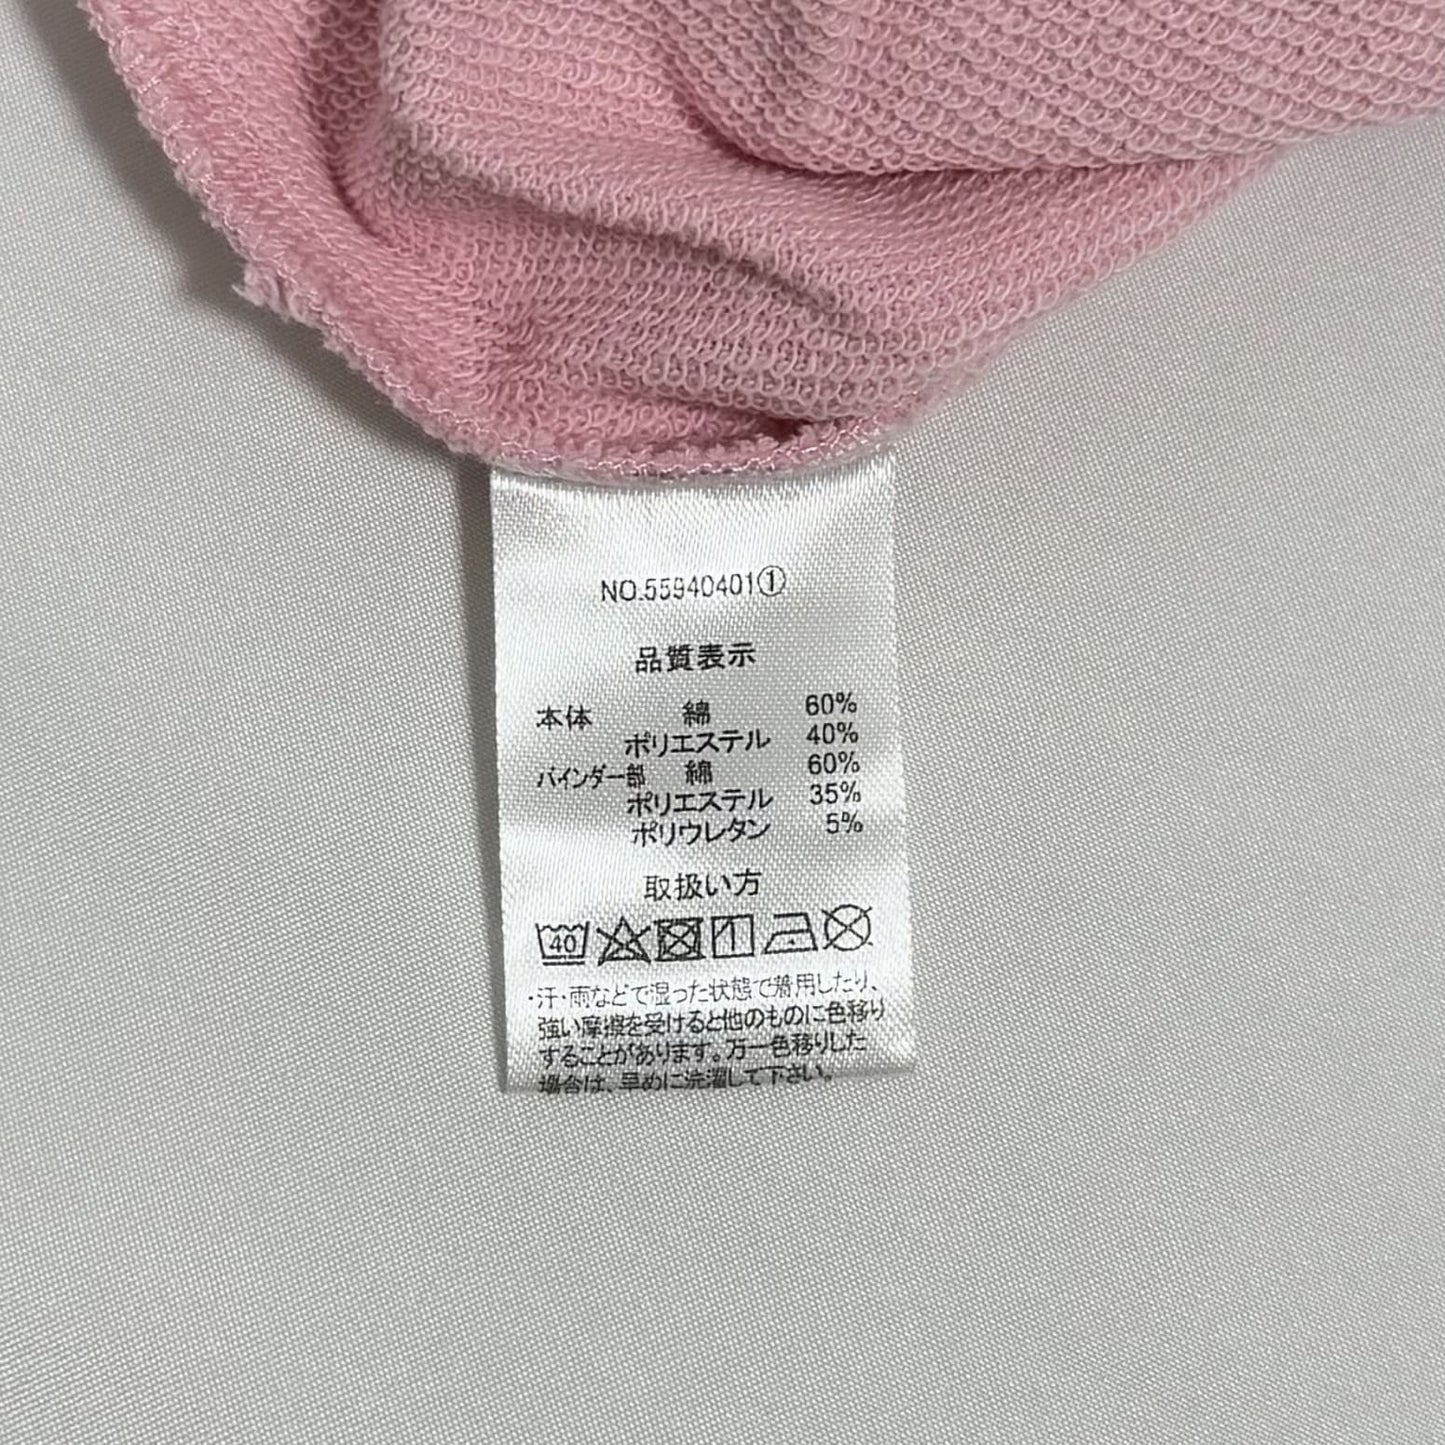 NO.55940401①
品質表示
本体 綿 60%
ポリエステル 40%
バインダー部 綿 60%
ポリエステル 35%
ポリウレタン 5%
取扱い方
40
・汗・雨などで湿った状態で着用したり、
強い摩擦を受けると他のものに色移り
することがあります。万一色移りした
場合は、早めに洗濯して下さい。